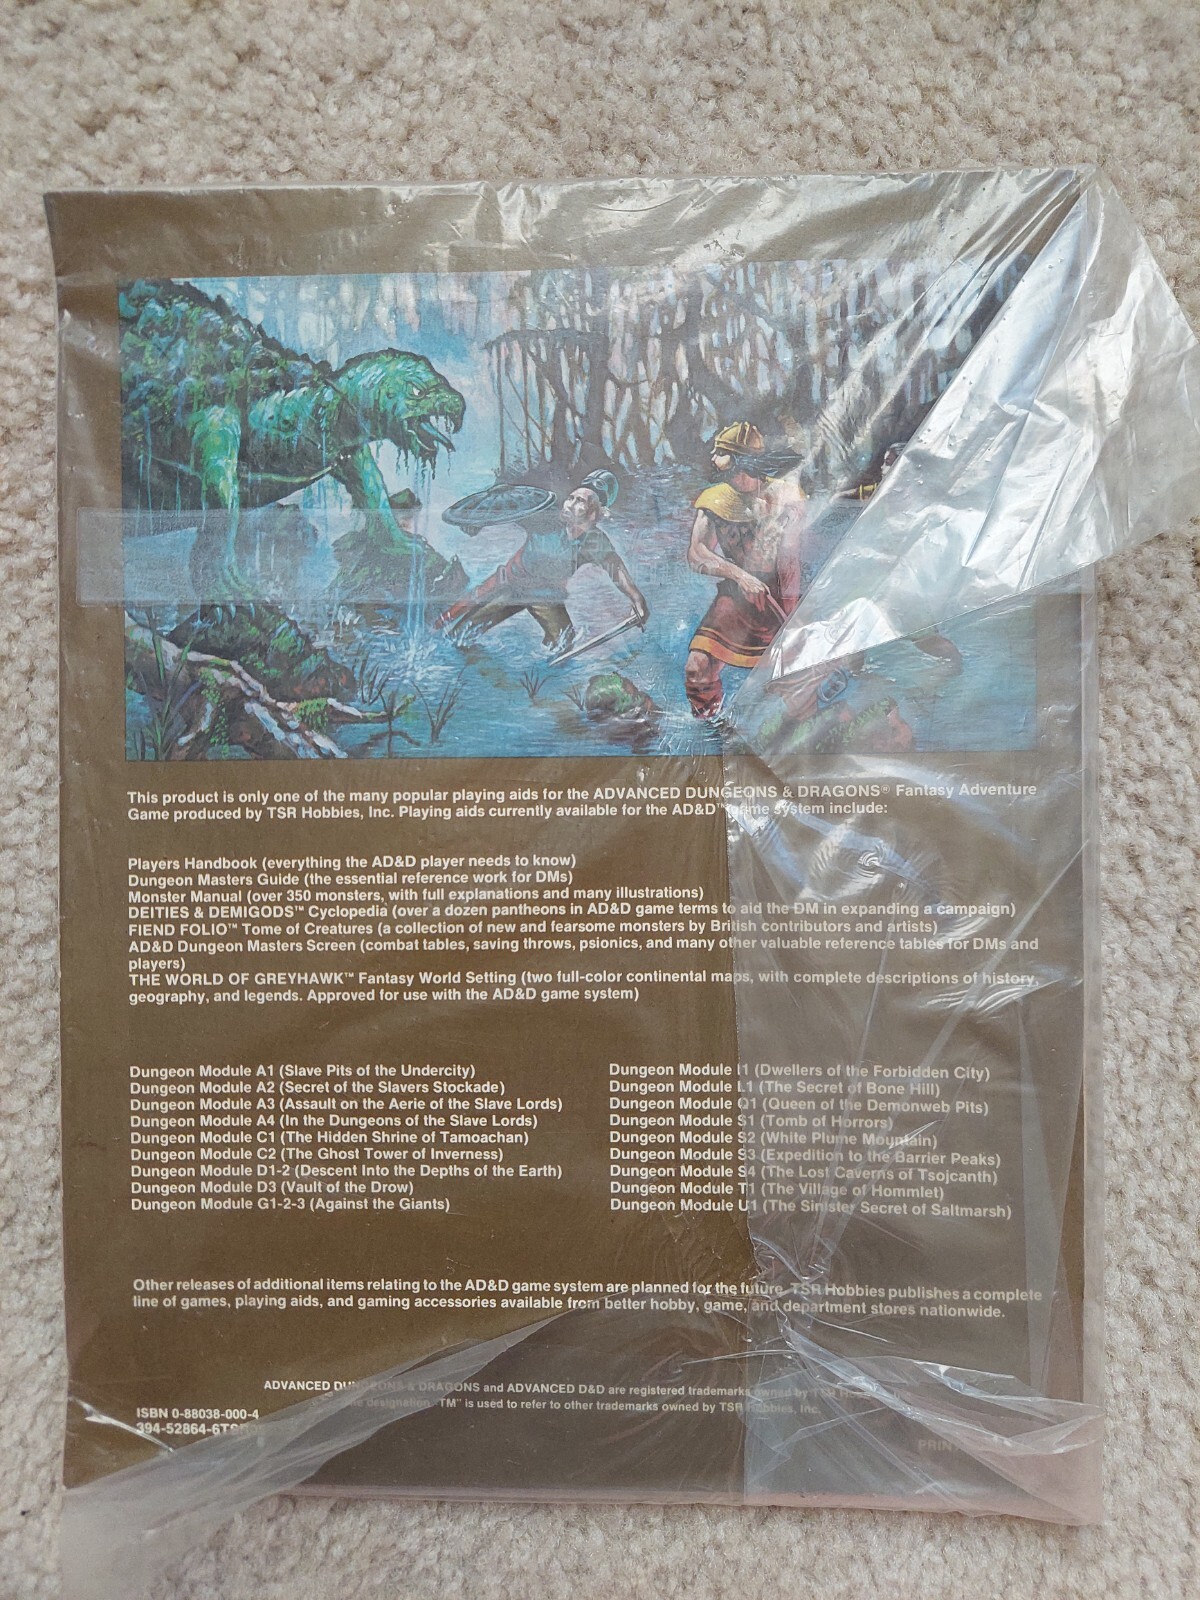 This product is only one of the many popular playing aids for the ADVANCED DUNGEONS & DRAGONS® Fantasy Adventure
Game produced by TSR Hobbies, Inc. Playing aids currently available for the AD&D™ game system include:
Players Handbook (everything the AD&D player needs to know)
Dungeon Masters Guide (the essential reference work for DMs)
Monster Manual (over 350 monsters, with full explanations and many illustrations)
DEITIES & DEMIGODS™ Cyclopedia (over a dozen pantheons in AD&D game terms to aid the DM in expanding a campaign)
FIEND FOLIO™ Tome of Creatures (a collection of new and fearsome monsters by British contributors and artists)
AD&D Dungeon Masters Screen (combat tables, saving throws, psionics, and many other valuable reference tables for DMs and
players)
THE WORLD OF GREYHAWK™ Fantasy World Setting (two full-color continental maps, with complete descriptions of history,
geography, and legends. Approved for use with the AD&D game system)
Dungeon Module A1 (Slave Pits of the Undercity)
Dungeon Module A2 (Secret of the Slavers Stockade)
Dungeon Module A3 (Assault on the Aerie of the Slave Lords)
Dungeon Module A4 (In the Dungeons of the Slave Lords)
Dungeon Module C1 (The Hidden Shrine of Tamoachan)
Dungeon Module C2 (The Ghost Tower of Inverness)
Dungeon Module D1-2 (Descent Into the Depths of the Earth)
Dungeon Module D3 (Vault of the Drow)
Dungeon Module G1-2-3 (Against the Giants)
Dungeon Module I1 (Dwellers of the Forbidden City)
Dungeon Module L1 (The Secret of Bone Hill)
Dungeon Module Q1 (Queen of the Demonweb Pits)
Dungeon Module S1 (Tomb of Horrors)
Dungeon Module S2 (White Plume Mountain)
Dungeon Module S3 (Expedition to the Barrier Peaks)
Dungeon Module S4 (The Lost Caverns of Tsojcanth)
Dungeon Module T1 (The Village of Hommlet)
Dungeon Module U1 (The Sinister Secret of Saltmarsh)
Other releases of additional items relating to the AD&D game system are planned for the future. TSR Hobbies publishes a complete
line of games, playing aids, and gaming accessories available from better hobby, game, and department stores nationwide.
ADVANCED DUNGEONS & DRAGONS and ADVANCED D&D are registered trademarks owned by TSR
designation "TM" is used to refer to other trademarks owned by TSR Hobbies, Inc.
ISBN 0-88038-000-4
394-52864-6TSR